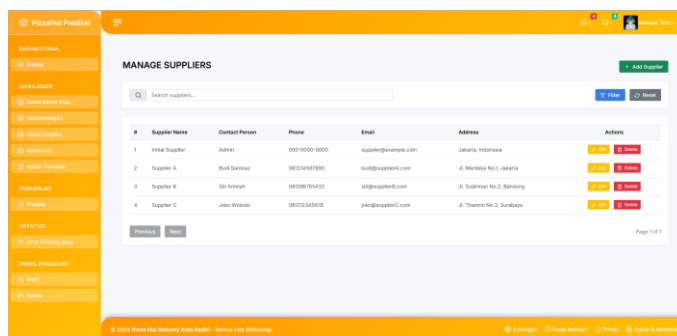 PizzaHut Prediksi
Manajer Toko
BAGIAN UTAMA
Dasbor
MANAJEMEN
Kelola Bahan Baku
Kelola Kategori
Kelola Supplier
Kelola Unit
Kelola Transaksi
PERAMALAN
Prediksi
AKTIVITAS
Lihat Aktivitas Saya
PROFIL PENGGUNA
Profil
Keluar
MANAGE SUPPLIERS
+ Add Supplier
Search suppliers...
Filter Reset
# Supplier Name Contact Person Phone Email Address Actions
1 Initial Supplier Admin 000-0000-0000 supplier@example.com Jakarta, Indonesia Edit Delete
2 Supplier A Budi Santoso 081234567890 budi@supplierA.com Jl. Merdeka No.1, Jakarta Edit Delete
3 Supplier B Siti Aminah 081298765432 siti@supplierB.com Jl. Sudirman No.2, Bandung Edit Delete
4 Supplier C Joko Widodo 081212345678 joko@supplierC.com Jl. Thamrin No.3, Surabaya Edit Delete
Previous Next Page 1 of 1
© 2025 Pizza Hut Delivery Kota Kediri – Semua Hak Dilindungi. Dukungan Pusat Bantuan Privasi Syarat &